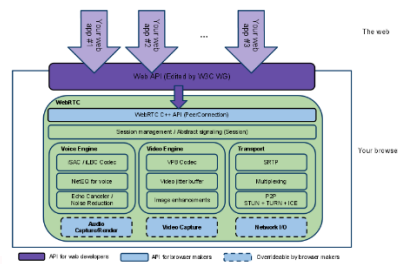 Your web
app #1
Your web
app #2
...
Your web
app #3
The web
Web API (Edited by W3C WG)
WebRTC
WebRTC C++ API (PeerConnection)
Session management / Abstract signaling (Session)
Your browse
Voice Engine
iSAC / iLBC Codec
NetEQ for voice
Echo Canceler /
Noise Reduction
Audio
Capture/Render
Video Engine
VP8 Codec
Video jitter buffer
Image enhancements
Video Capture
Transport
SRTP
Multiplexing
P2P
STUN + TURN + ICE
Network I/O
API for web developers
API for browser makers
Overrideable by browser makers